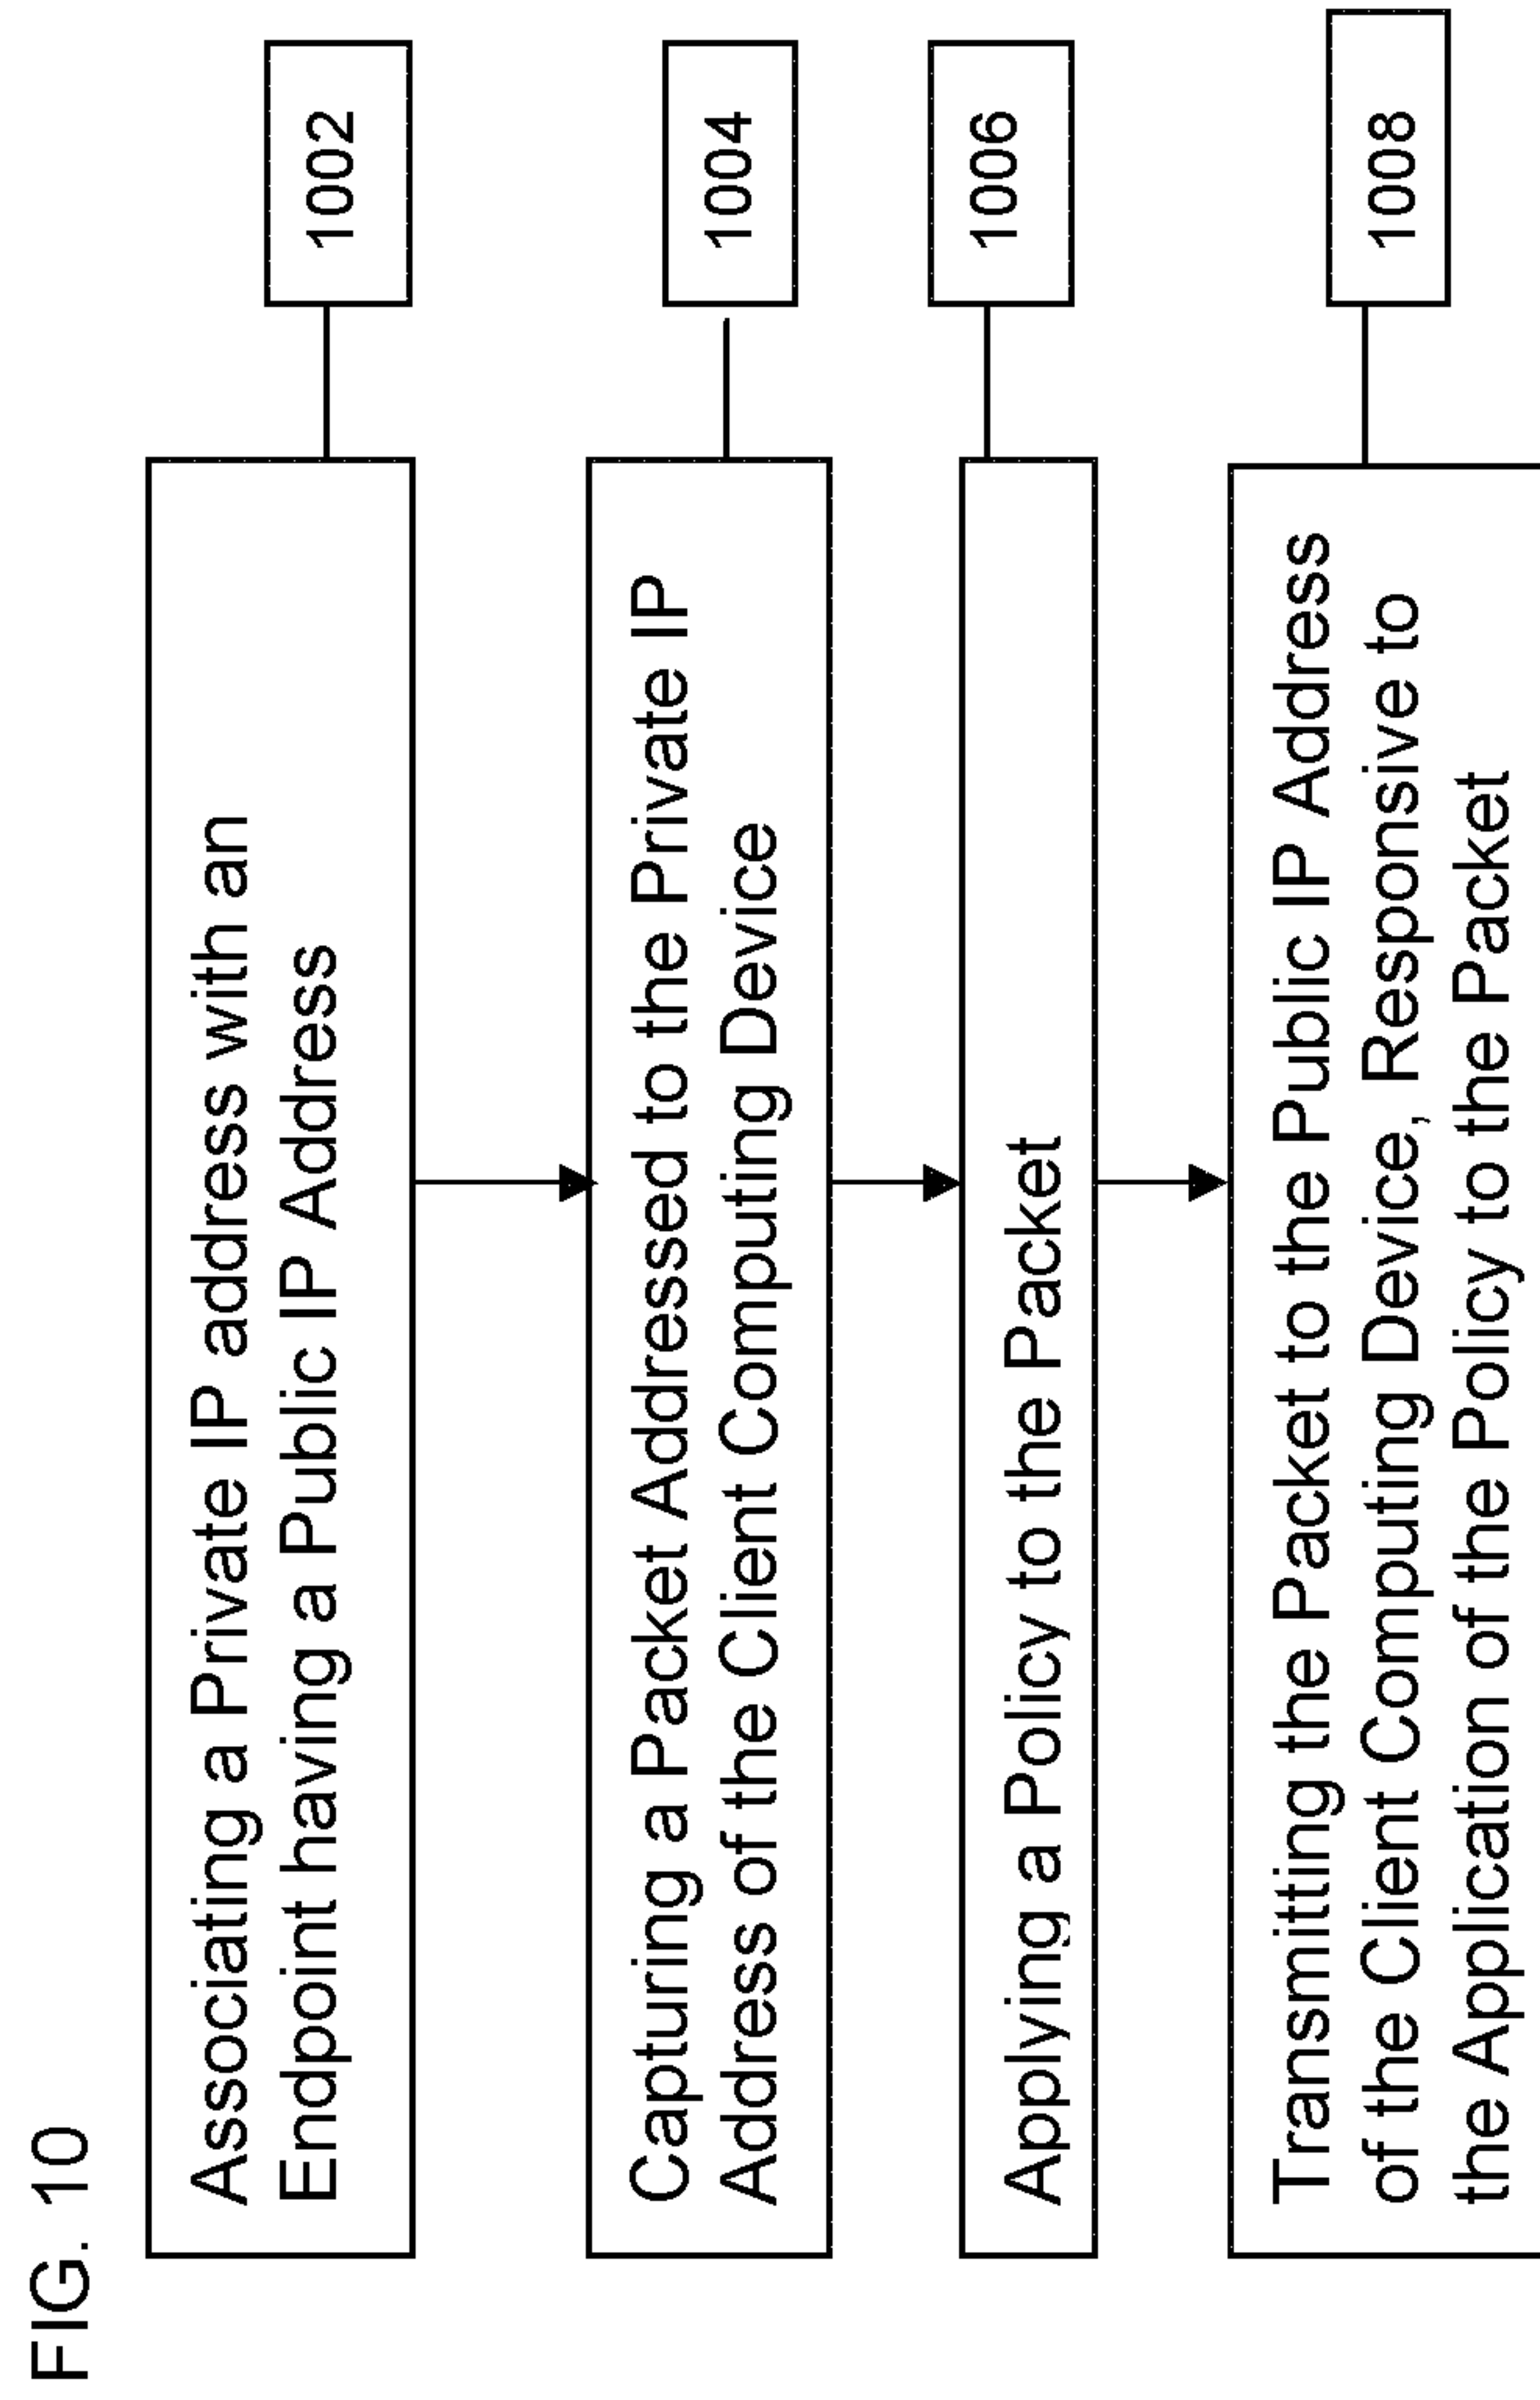 FIG. 10
Associating a Private IP address with an
Endpoint having a Public IP Address
1002
Capturing a Packet Addressed to the Private IP
Address of the Client Computing Device
1004
Applying a Policy to the Packet
1006
Transmitting the Packet to the Public IP Address
of the Client Computing Device, Responsive to
the Application of the Policy to the Packet
1008